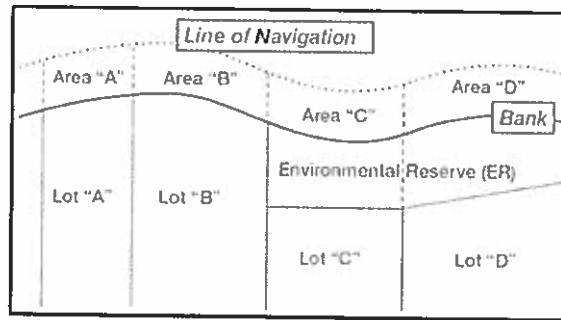 Line of Navigation
Area "A"
Area "B"
Area "C"
Area "D"
Bank
Environmental Reserve (ER)
Lot "A"
Lot "B"
Lot "C"
Lot "D"